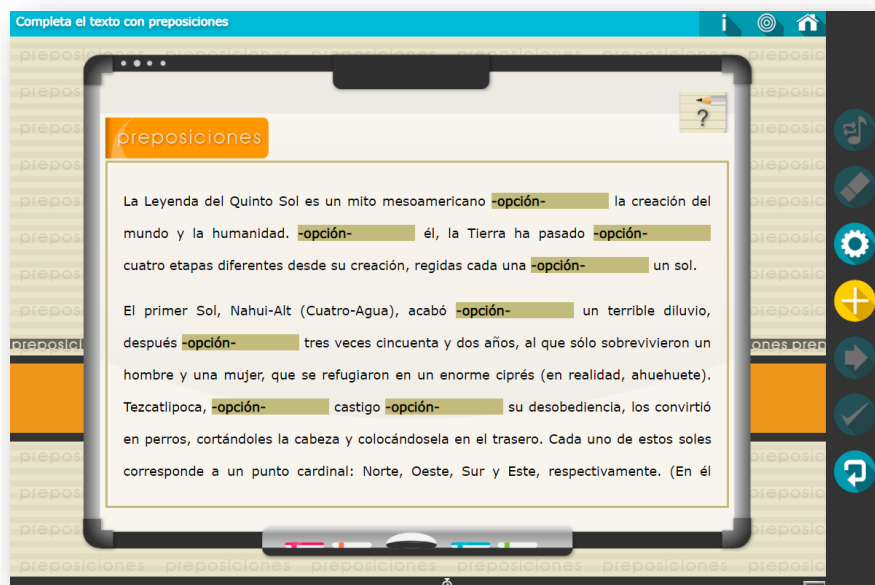 Completa el texto con preposiciones
preposiciones
?
La Leyenda del Quinto Sol es un mito mesoamericano -opción- la creación del
mundo y la humanidad. -opción- él, la Tierra ha pasado -opción-
cuatro etapas diferentes desde su creación, regidas cada una -opción- un sol.
El primer Sol, Nahui-Alt (Cuatro-Agua), acabó -opción- un terrible diluvio,
después -opción- tres veces cincuenta y dos años, al que sólo sobrevivieron un
hombre y una mujer, que se refugiaron en un enorme ciprés (en realidad, ahuehuete).
Tezcatlipoca, -opción- castigo -opción- su desobediencia, los convirtió
en perros, cortándoles la cabeza y colocándosela en el trasero. Cada uno de estos soles
corresponde a un punto cardinal: Norte, Oeste, Sur y Este, respectivamente. (En él
preposiciones preposiciones preposiciones preposiciones preposiciones